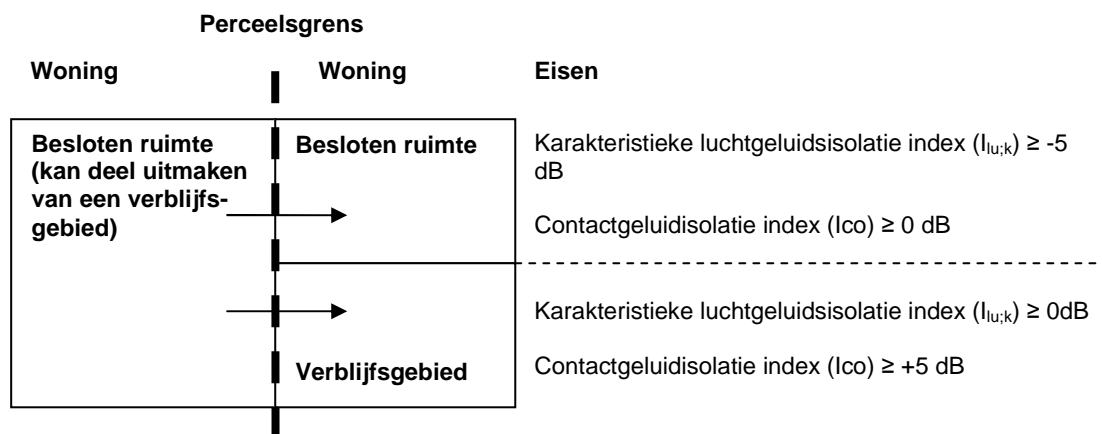 Perceelsgrens
Woning Woning Eisen
Besloten ruimte
(kan deel uitmaken
van een verblijfs-
gebied)
Besloten ruimte
Karakteristieke luchtgeluidsisolatie index (Ilu;k) ≥ -5
dB
Contactgeluidisolatie index (Ico) ≥ 0 dB
Karakteristieke luchtgeluidsisolatie index (Ilu;k) ≥ 0dB
Verblijfsgebied
Contactgeluidisolatie index (Ico) ≥ +5 dB